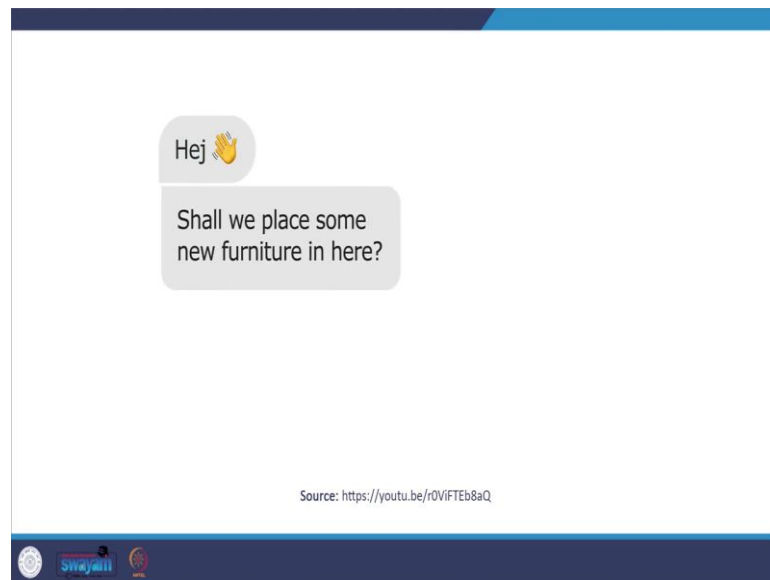 Hej 👋
Shall we place some
new furniture in here?
Source: https://youtu.be/r0ViFTEb8aQ
swayam